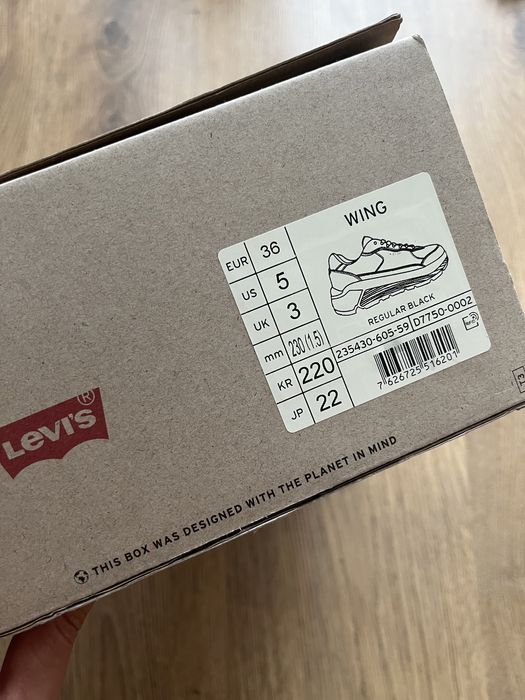 WING
EUR 36
US 5
UK 3
mm 230 (1.5)
KR 220
JP 22
REGULAR BLACK
235430-605-59 D7750-0002
RFID
7 626725 516201
Levi's ®
THIS BOX WAS DESIGNED WITH THE PLANET IN MIND